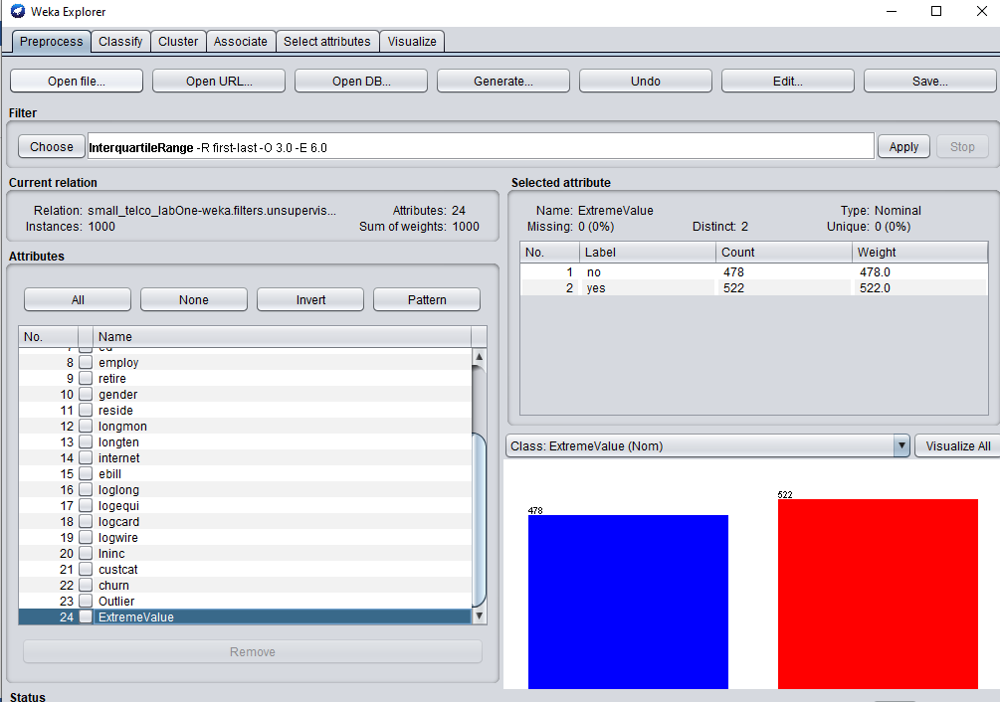 Weka Explorer
Preprocess Classify Cluster Associate Select attributes Visualize
Open file... Open URL... Open DB... Generate... Undo Edit... Save...
Filter
Choose InterquartileRange -R first-last -O 3.0 -E 6.0 Apply Stop
Current relation
Relation: small_telco_labOne-weka.filters.unsupervis... Attributes: 24
Instances: 1000 Sum of weights: 1000
Attributes
All None Invert Pattern
No. Name
8 employ
9 retire
10 gender
11 reside
12 longmon
13 longten
14 internet
15 ebill
16 loglong
17 logequi
18 logcard
19 logwire
20 lninc
21 custcat
22 churn
23 Outlier
24 ExtremeValue
Remove
Status
Selected attribute
Name: ExtremeValue Type: Nominal
Missing: 0 (0%) Distinct: 2 Unique: 0 (0%)
No. Label Count Weight
1 no 478 478.0
2 yes 522 522.0
Class: ExtremeValue (Nom) Visualize All
478
522